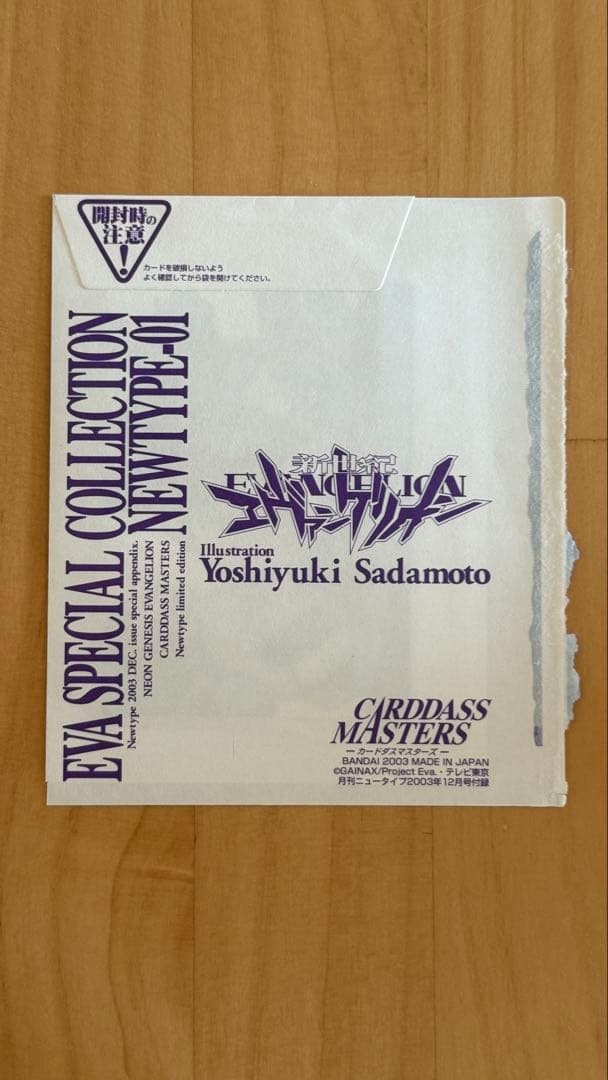 開封時の
注意
!
カードを破損しないよう
よく確認してから袋を開けてください。
EVA SPECIAL COLLECTION
NEWTYPE-01
Newtype 2003 DEC. issue special appendix.
NEON GENESIS EVANGELION
CARDDASS MASTERS
Newtype limited edition
新世紀
EVANGELION
エヴァンゲリオン
Illustration
Yoshiyuki Sadamoto
CARDDASS
MASTERS
ーカードダスマスターズー
BANDAI 2003 MADE IN JAPAN
©GAINAX/Project Eva.・テレビ東京
月刊ニュータイプ2003年12月号付録